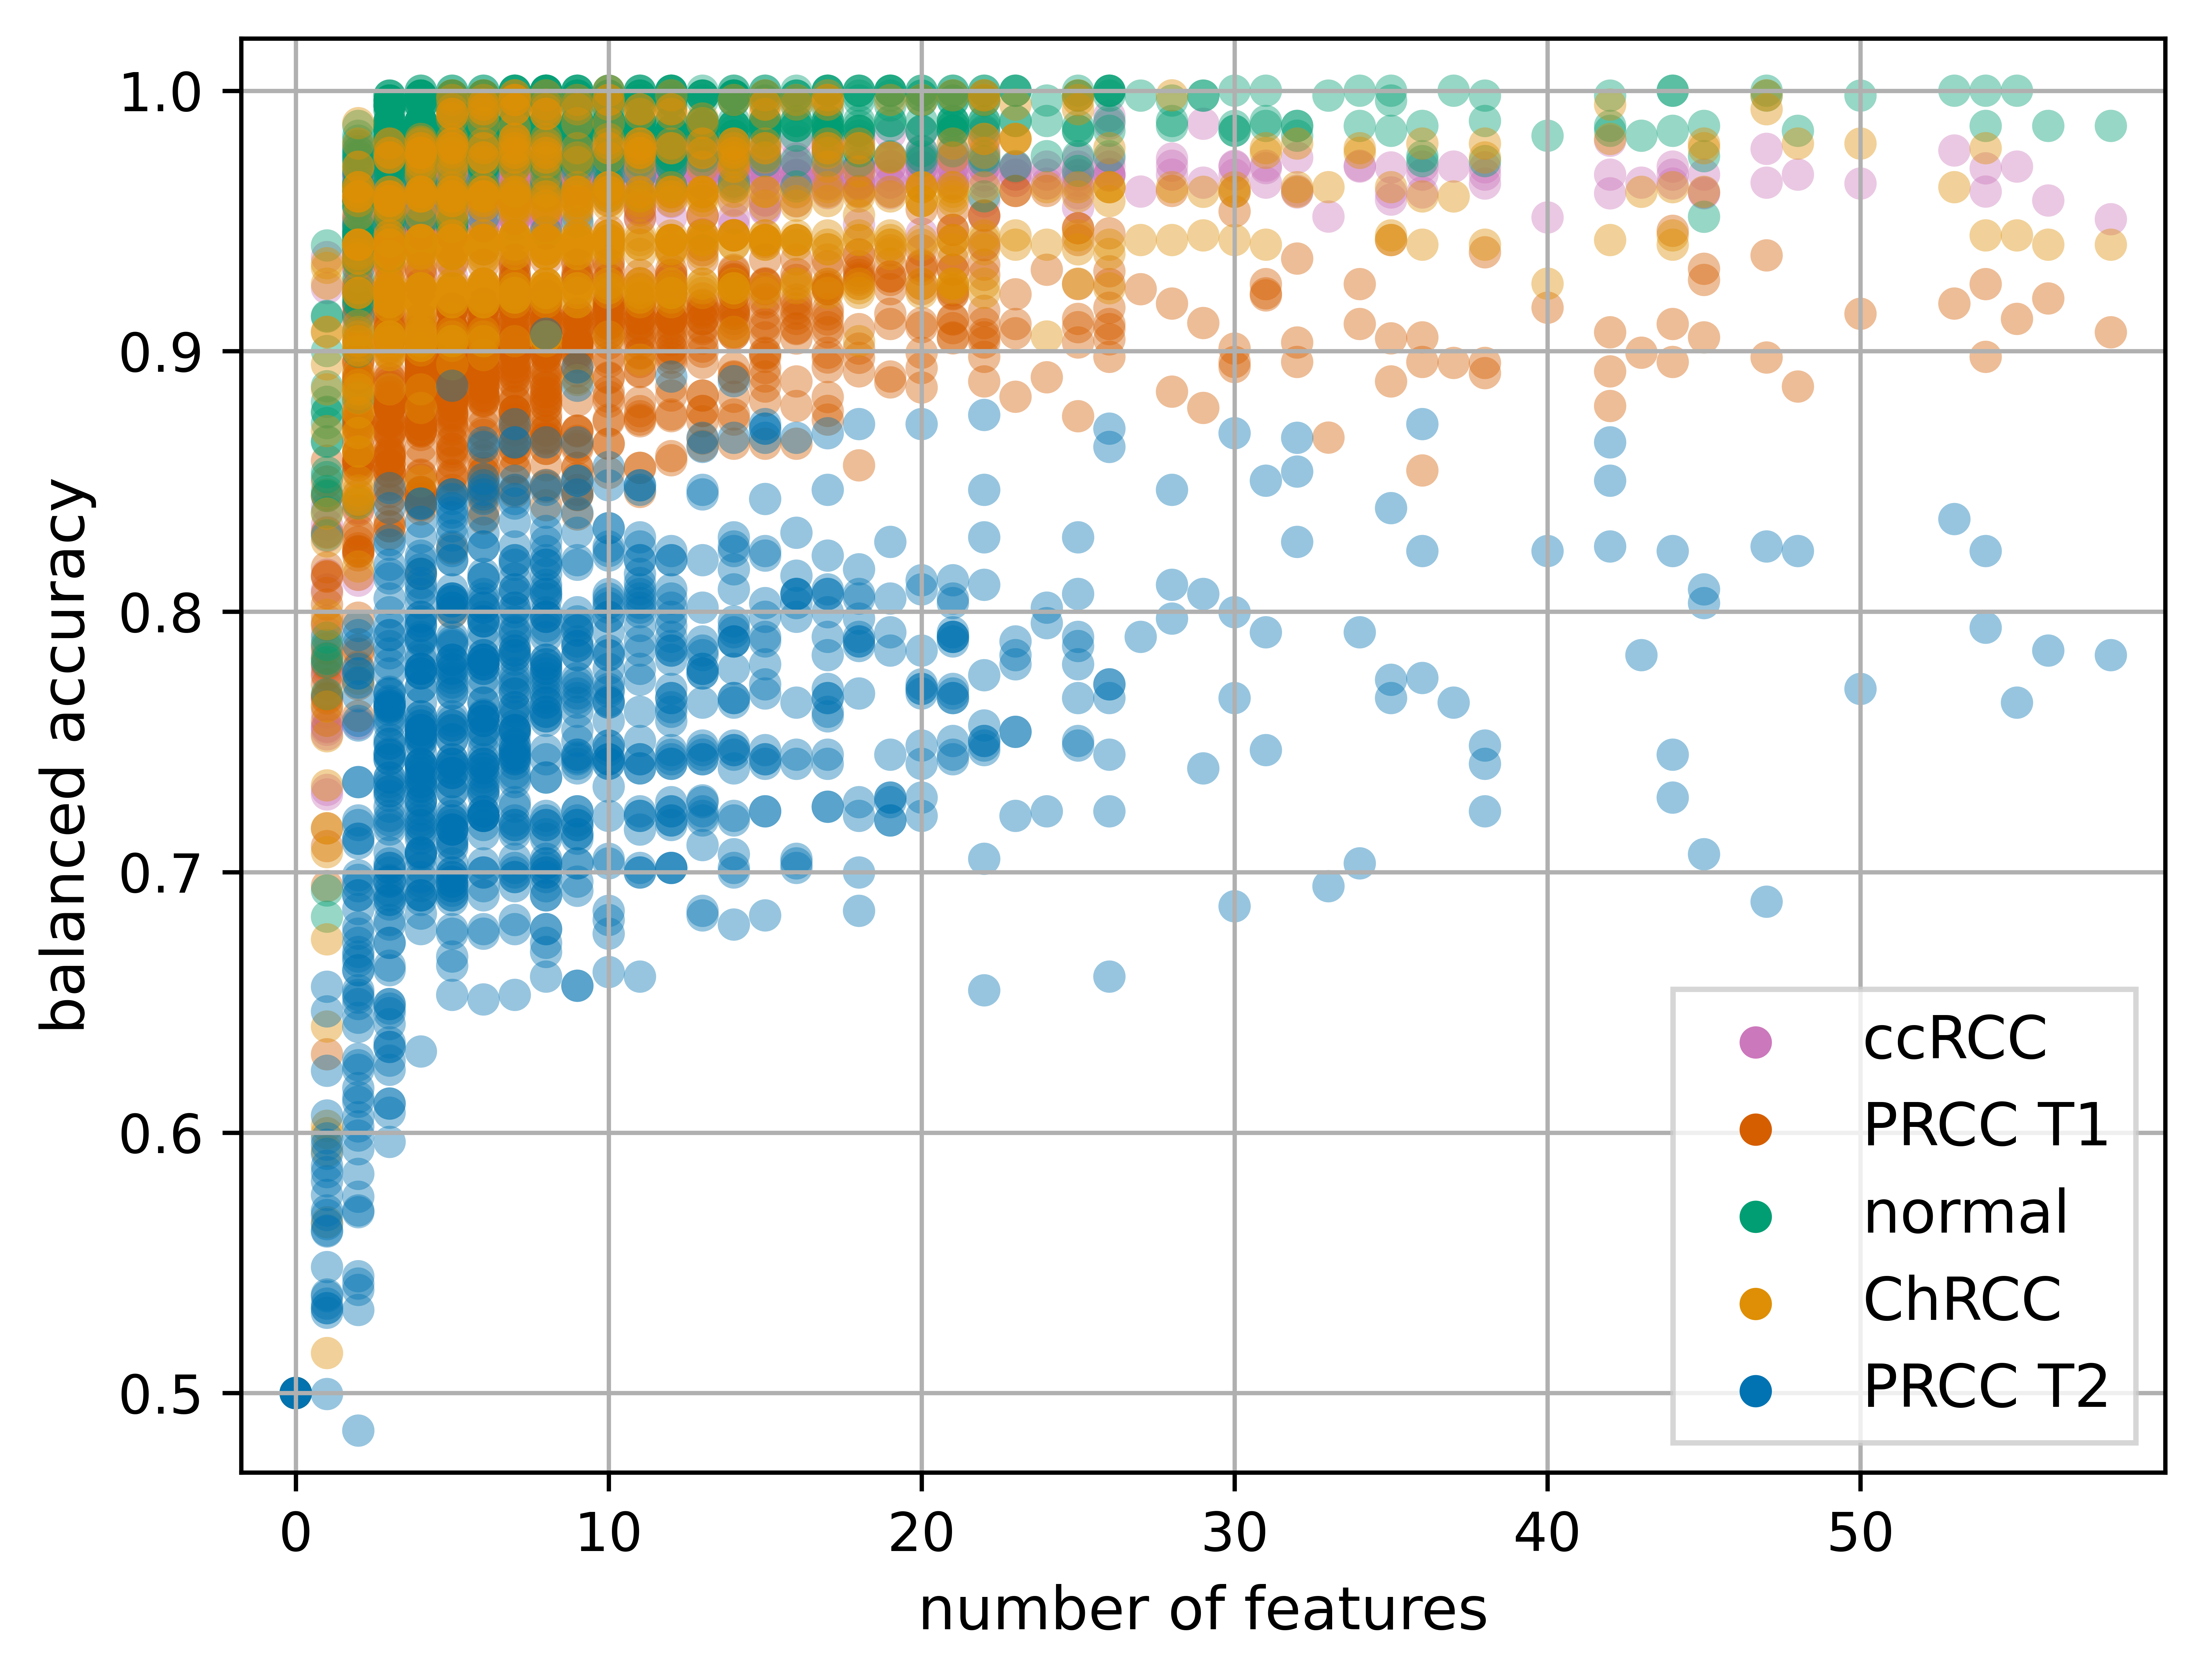 1.0
0.9
0.8
0.7
0.6
0.5
balanced accuracy
ccRCC
PRCC T1
normal
ChRCC
PRCC T2
0 10 20 30 40 50
number of features